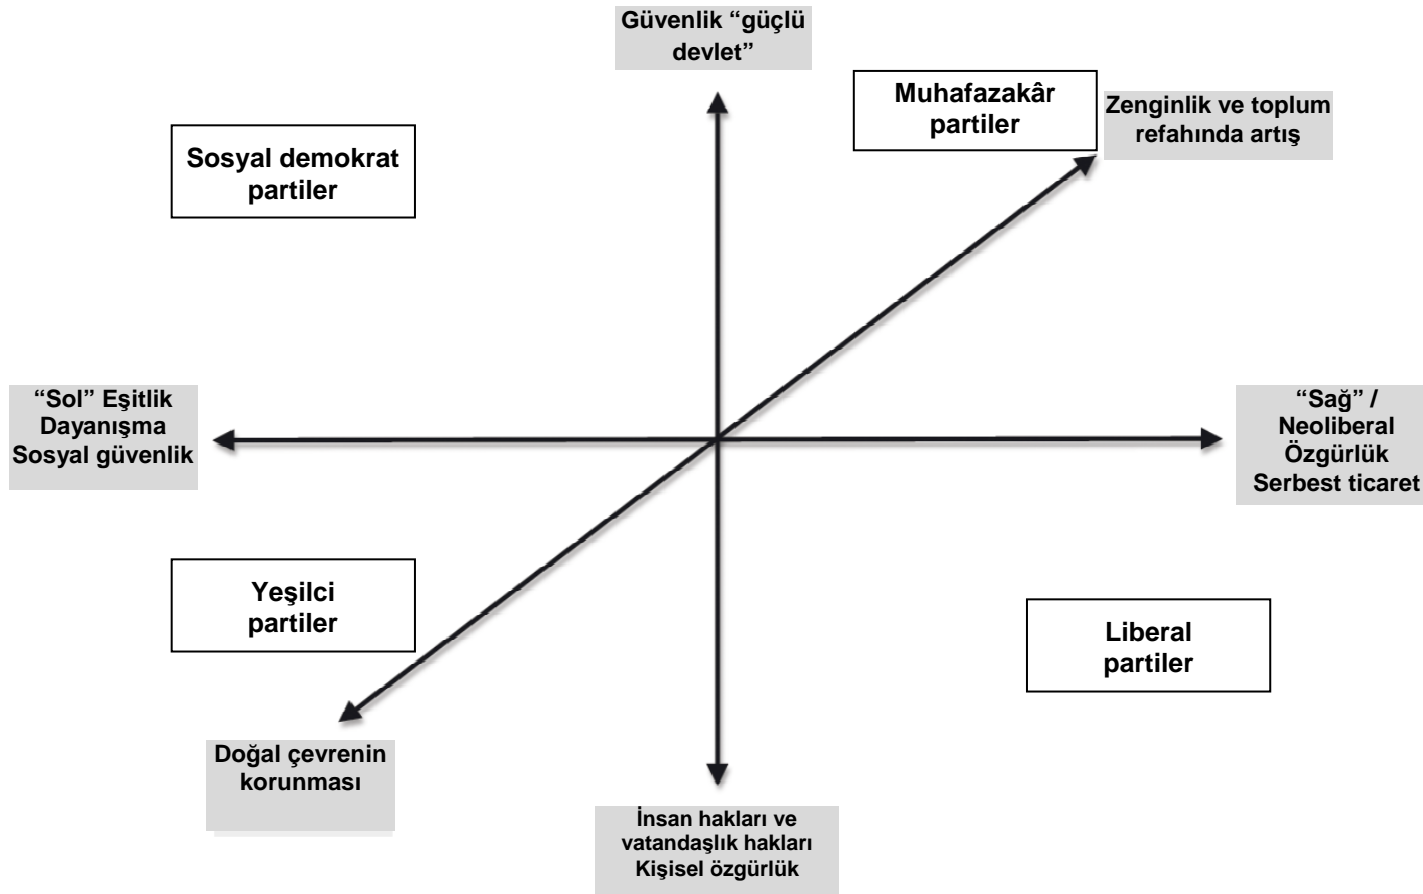 Güvenlik “güçlü
devlet”
Muhafazakâr
partiler
Zenginlik ve toplum
refahında artış
Sosyal demokrat
partiler
“Sol” Eşitlik
Dayanışma
Sosyal güvenlik
“Sağ” /
Neoliberal
Özgürlük
Serbest ticaret
Yeşilci
partiler
Liberal
partiler
Doğal çevrenin
korunması
İnsan hakları ve
vatandaşlık hakları
Kişisel özgürlük